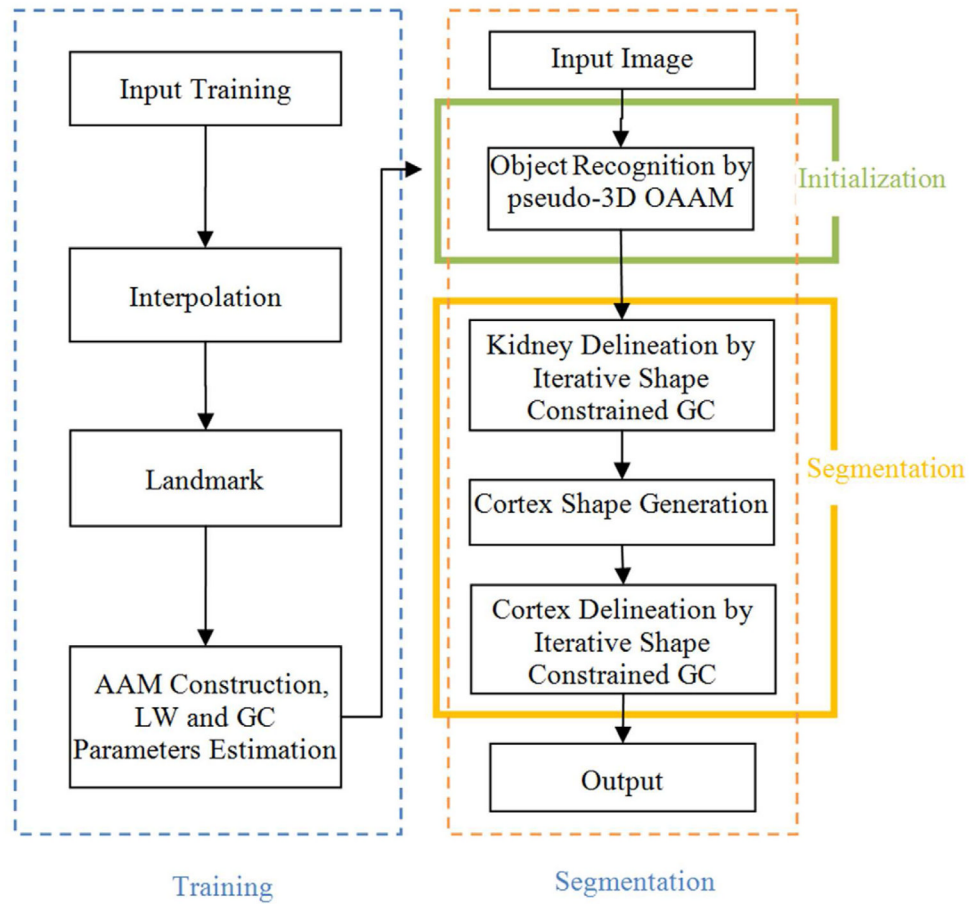 Input Training
Interpolation
Landmark
AAM Construction,
LW and GC
Parameters Estimation
Training
Input Image
Object Recognition by
pseudo-3D OAAM
Initialization
Kidney Delineation by
Iterative Shape
Constrained GC
Cortex Shape Generation
Cortex Delineation by
Iterative Shape
Constrained GC
Segmentation
Output
Segmentation